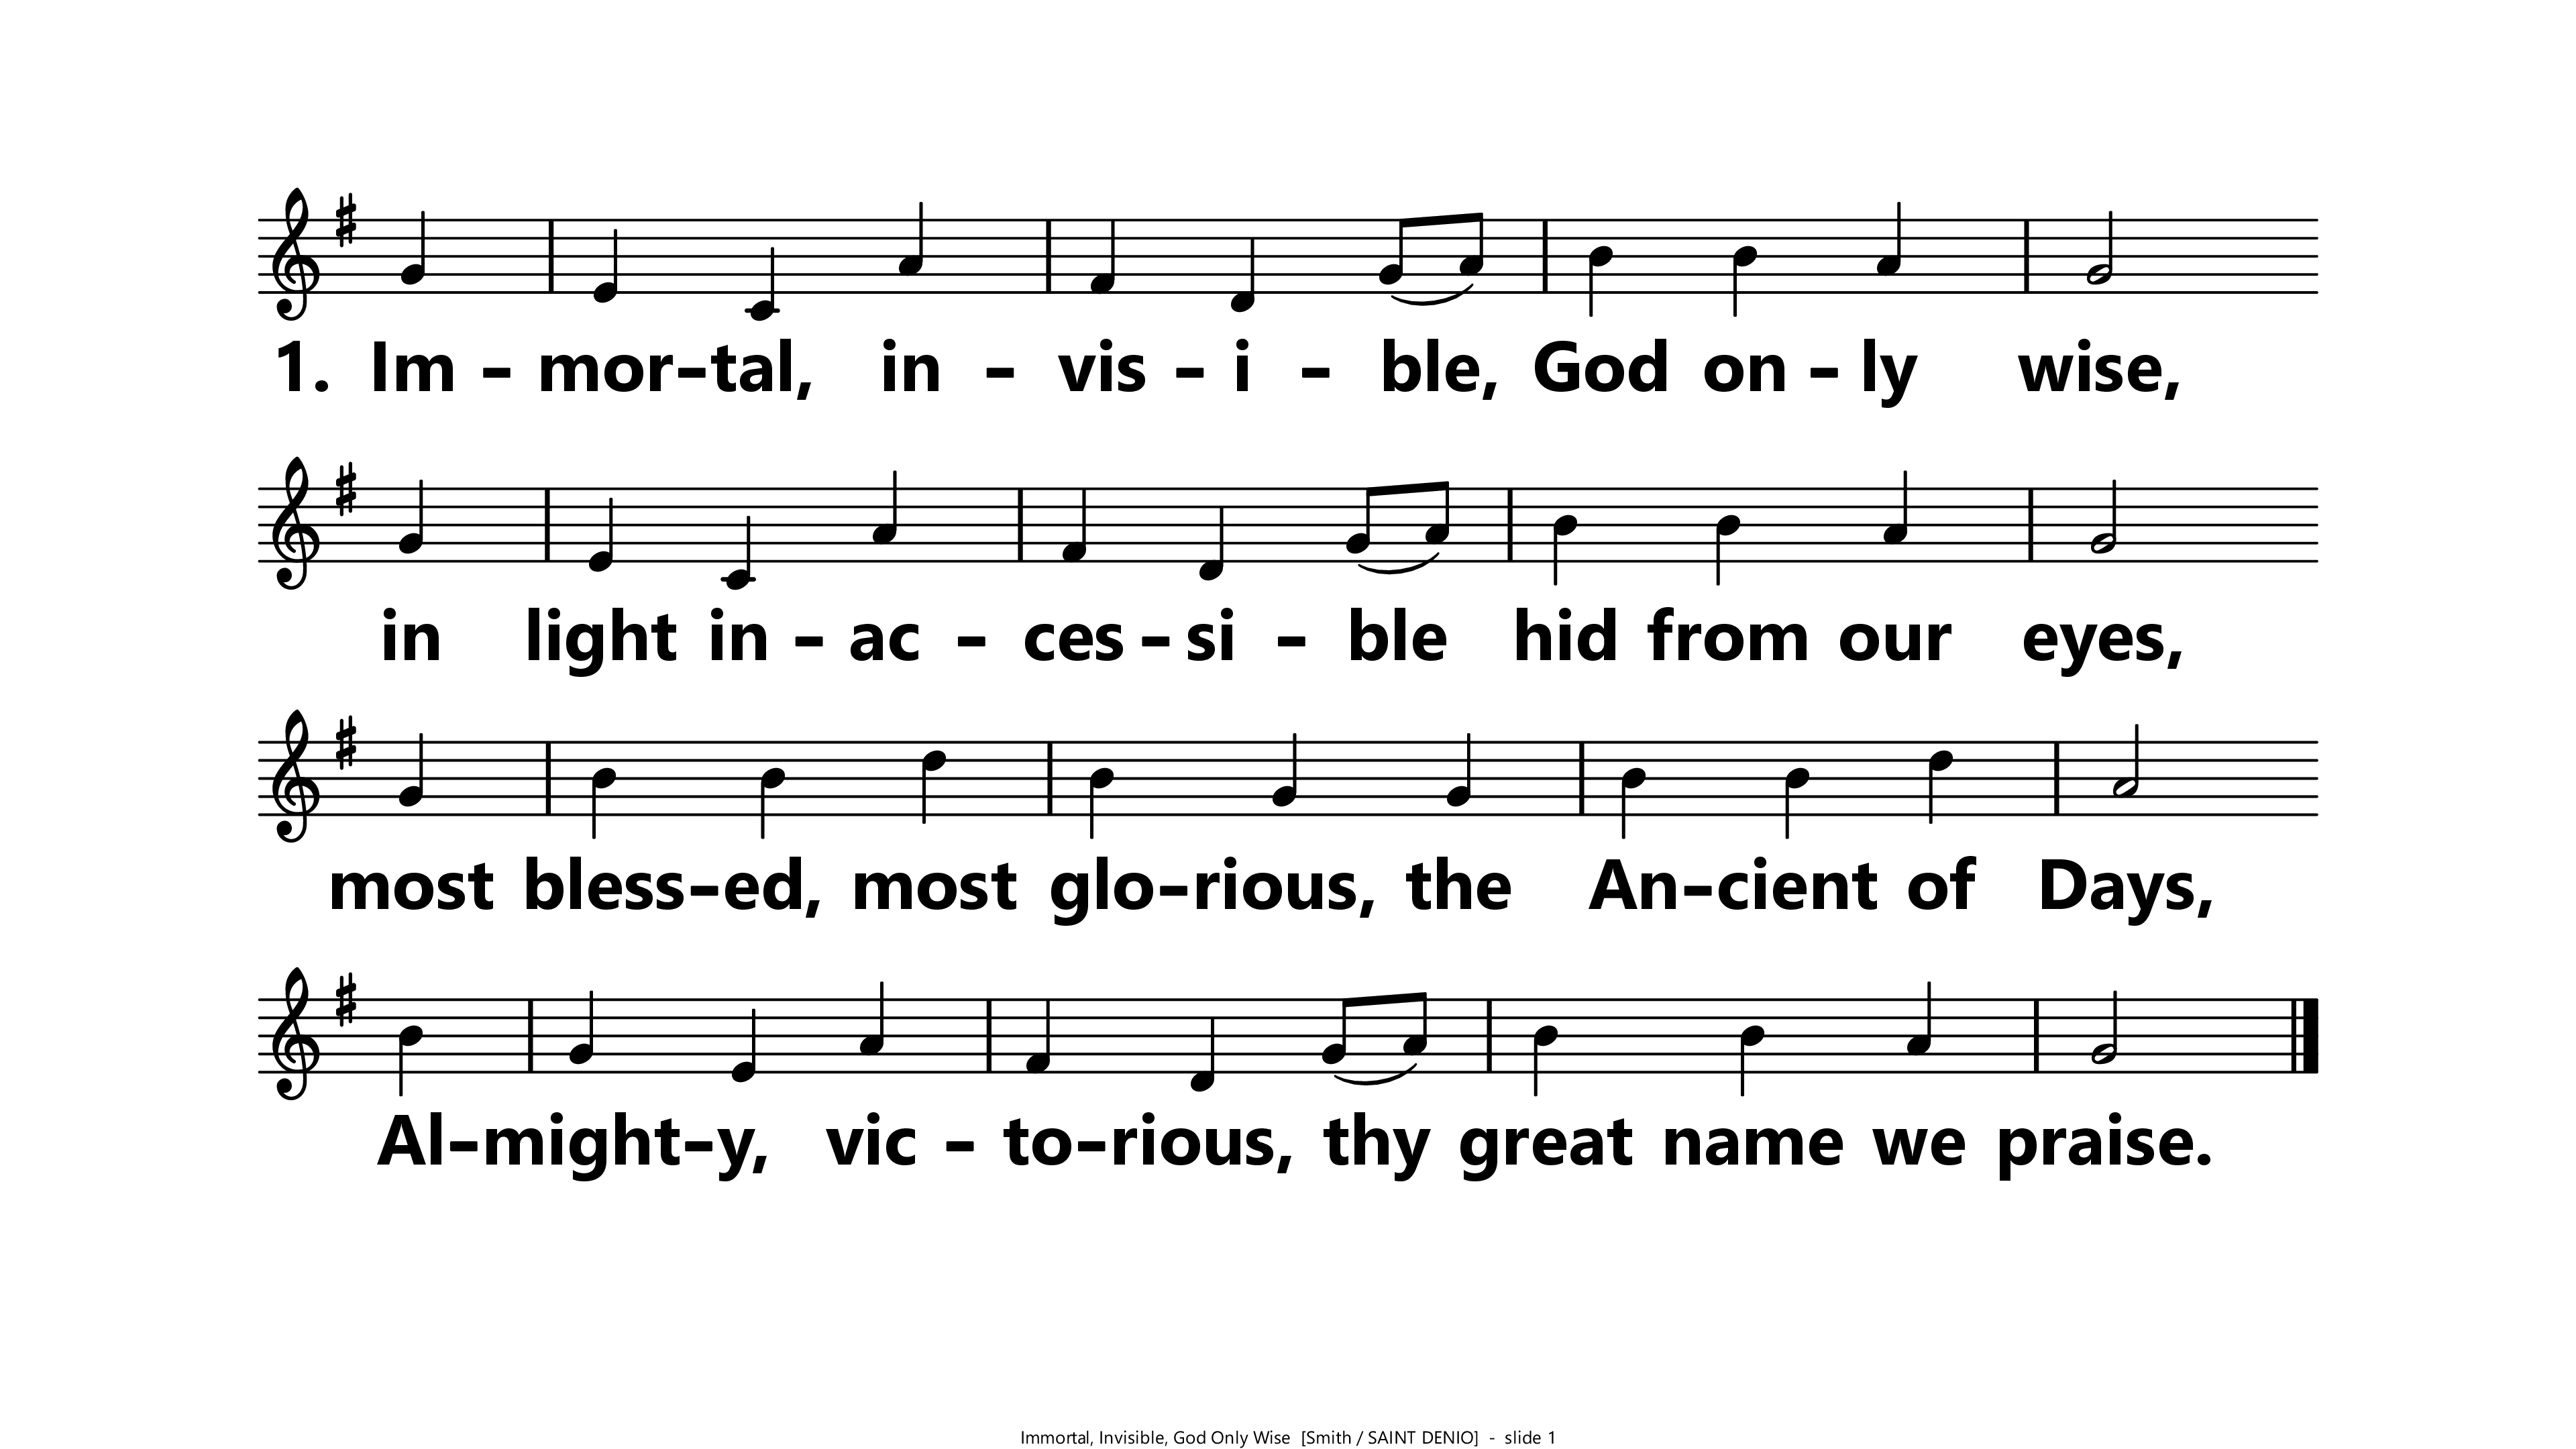 1. Im - mor-tal, in - vis - i - ble, God on - ly wise,
in light in - ac - ces - si - ble hid from our eyes,
most bless-ed, most glo-rious, the An-cient of Days,
Al-might-y, vic - to-rious, thy great name we praise.
Immortal, Invisible, God Only Wise [Smith / SAINT DENIO] - slide 1